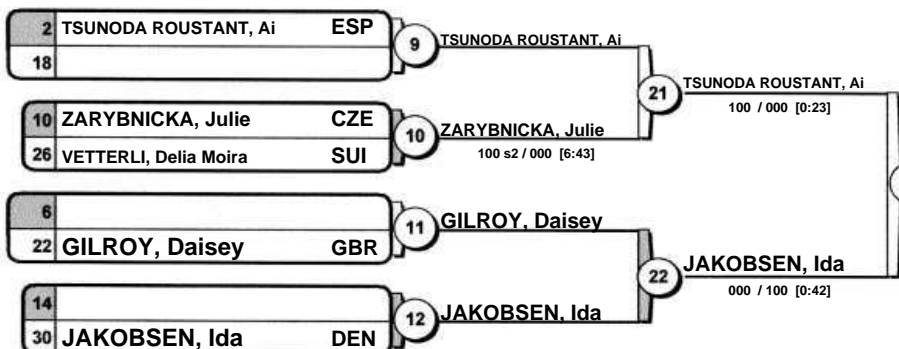 2 TSUNODA ROUSTANT, Ai ESP
18
9
TSUNODA ROUSTANT, Ai
21
TSUNODA ROUSTANT, Ai
100 / 000 [0:23]
10 ZARYBNICKA, Julie CZE
26 VETTERLI, Delia Moira SUI
10
ZARYBNICKA, Julie
100 s2 / 000 [6:43]
6
22 GILROY, Daisey GBR
11
GILROY, Daisey
22
JAKOBSEN, Ida
000 / 100 [0:42]
14
30 JAKOBSEN, Ida DEN
12
JAKOBSEN, Ida